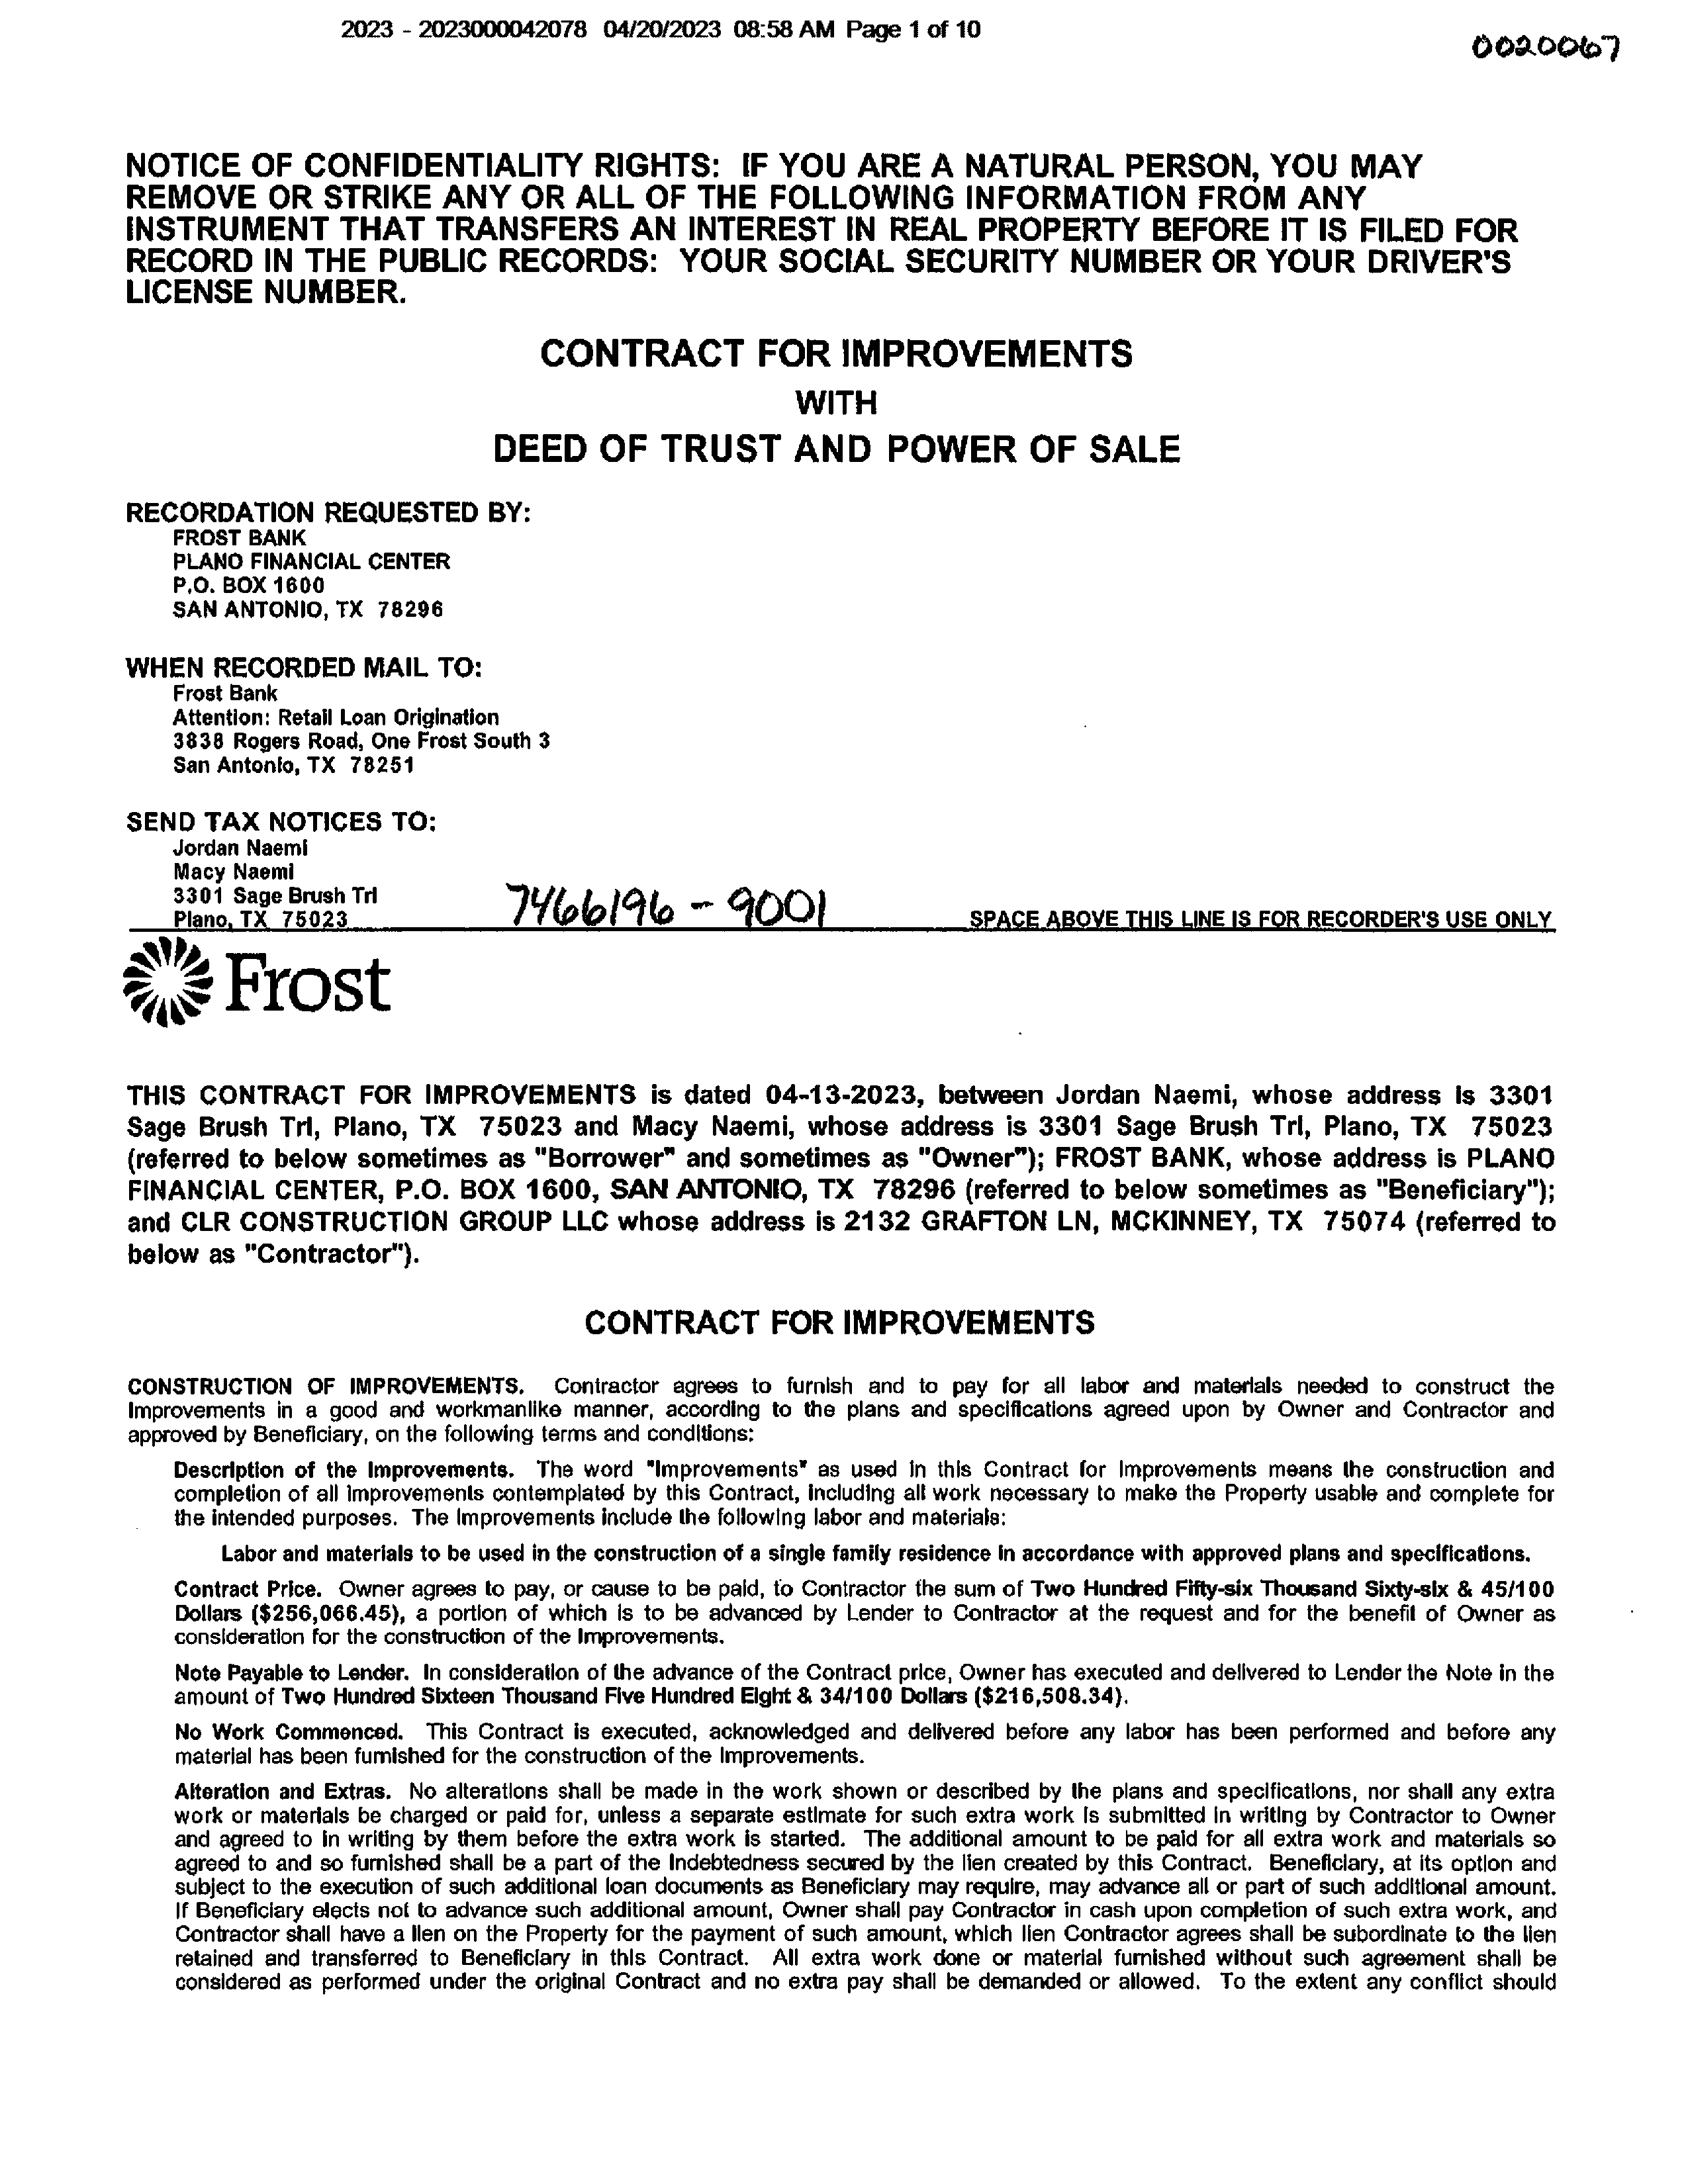 2023 - 2023000042078 04/20/2023 08:58 AM Page 1 of 10
0020067
NOTICE OF CONFIDENTIALITY RIGHTS: IF YOU ARE A NATURAL PERSON, YOU MAY
REMOVE OR STRIKE ANY OR ALL OF THE FOLLOWING INFORMATION FROM ANY
INSTRUMENT THAT TRANSFERS AN INTEREST IN REAL PROPERTY BEFORE IT IS FILED FOR
RECORD IN THE PUBLIC RECORDS: YOUR SOCIAL SECURITY NUMBER OR YOUR DRIVER'S
LICENSE NUMBER.
CONTRACT FOR IMPROVEMENTS
WITH
DEED OF TRUST AND POWER OF SALE
RECORDATION REQUESTED BY:
FROST BANK
PLANO FINANCIAL CENTER
P.O. BOX 1600
SAN ANTONIO, TX 78296
WHEN RECORDED MAIL TO:
Frost Bank
Attention: Retail Loan Origination
3838 Rogers Road, One Frost South 3
San Antonio, TX 78251
SEND TAX NOTICES TO:
Jordan Naemi
Macy Naemi
3301 Sage Brush Trl
Plano, TX 75023
7466196 - 9001
SPACE ABOVE THIS LINE IS FOR RECORDER'S USE ONLY
Frost
THIS CONTRACT FOR IMPROVEMENTS is dated 04-13-2023, between Jordan Naemi, whose address is 3301
Sage Brush Trl, Plano, TX 75023 and Macy Naemi, whose address is 3301 Sage Brush Trl, Plano, TX 75023
(referred to below sometimes as "Borrower" and sometimes as "Owner"); FROST BANK, whose address is PLANO
FINANCIAL CENTER, P.O. BOX 1600, SAN ANTONIO, TX 78296 (referred to below sometimes as "Beneficiary");
and CLR CONSTRUCTION GROUP LLC whose address is 2132 GRAFTON LN, MCKINNEY, TX 75074 (referred to
below as "Contractor").
CONTRACT FOR IMPROVEMENTS
CONSTRUCTION OF IMPROVEMENTS. Contractor agrees to furnish and to pay for all labor and materials needed to construct the
Improvements in a good and workmanlike manner, according to the plans and specifications agreed upon by Owner and Contractor and
approved by Beneficiary, on the following terms and conditions:
Description of the Improvements. The word "Improvements" as used in this Contract for Improvements means the construction and
completion of all Improvements contemplated by this Contract, including all work necessary to make the Property usable and complete for
the intended purposes. The Improvements include the following labor and materials:
Labor and materials to be used in the construction of a single family residence in accordance with approved plans and specifications.
Contract Price. Owner agrees to pay, or cause to be paid, to Contractor the sum of Two Hundred Fifty-six Thousand Sixty-six & 45/100
Dollars ($256,066.45), a portion of which is to be advanced by Lender to Contractor at the request and for the benefit of Owner as
consideration for the construction of the Improvements.
Note Payable to Lender. In consideration of the advance of the Contract price, Owner has executed and delivered to Lender the Note in the
amount of Two Hundred Sixteen Thousand Five Hundred Eight & 34/100 Dollars ($216,508.34).
No Work Commenced. This Contract is executed, acknowledged and delivered before any labor has been performed and before any
material has been furnished for the construction of the Improvements.
Alteration and Extras. No alterations shall be made in the work shown or described by the plans and specifications, nor shall any extra
work or materials be charged or paid for, unless a separate estimate for such extra work is submitted in writing by Contractor to Owner
and agreed to in writing by them before the extra work is started. The additional amount to be paid for all extra work and materials so
agreed to and so furnished shall be a part of the Indebtedness secured by the lien created by this Contract. Beneficiary, at its option and
subject to the execution of such additional loan documents as Beneficiary may require, may advance all or part of such additional amount.
If Beneficiary elects not to advance such additional amount, Owner shall pay Contractor in cash upon completion of such extra work, and
Contractor shall have a lien on the Property for the payment of such amount, which lien Contractor agrees shall be subordinate to the lien
retained and transferred to Beneficiary in this Contract. All extra work done or material furnished without such agreement shall be
considered as performed under the original Contract and no extra pay shall be demanded or allowed. To the extent any conflict should